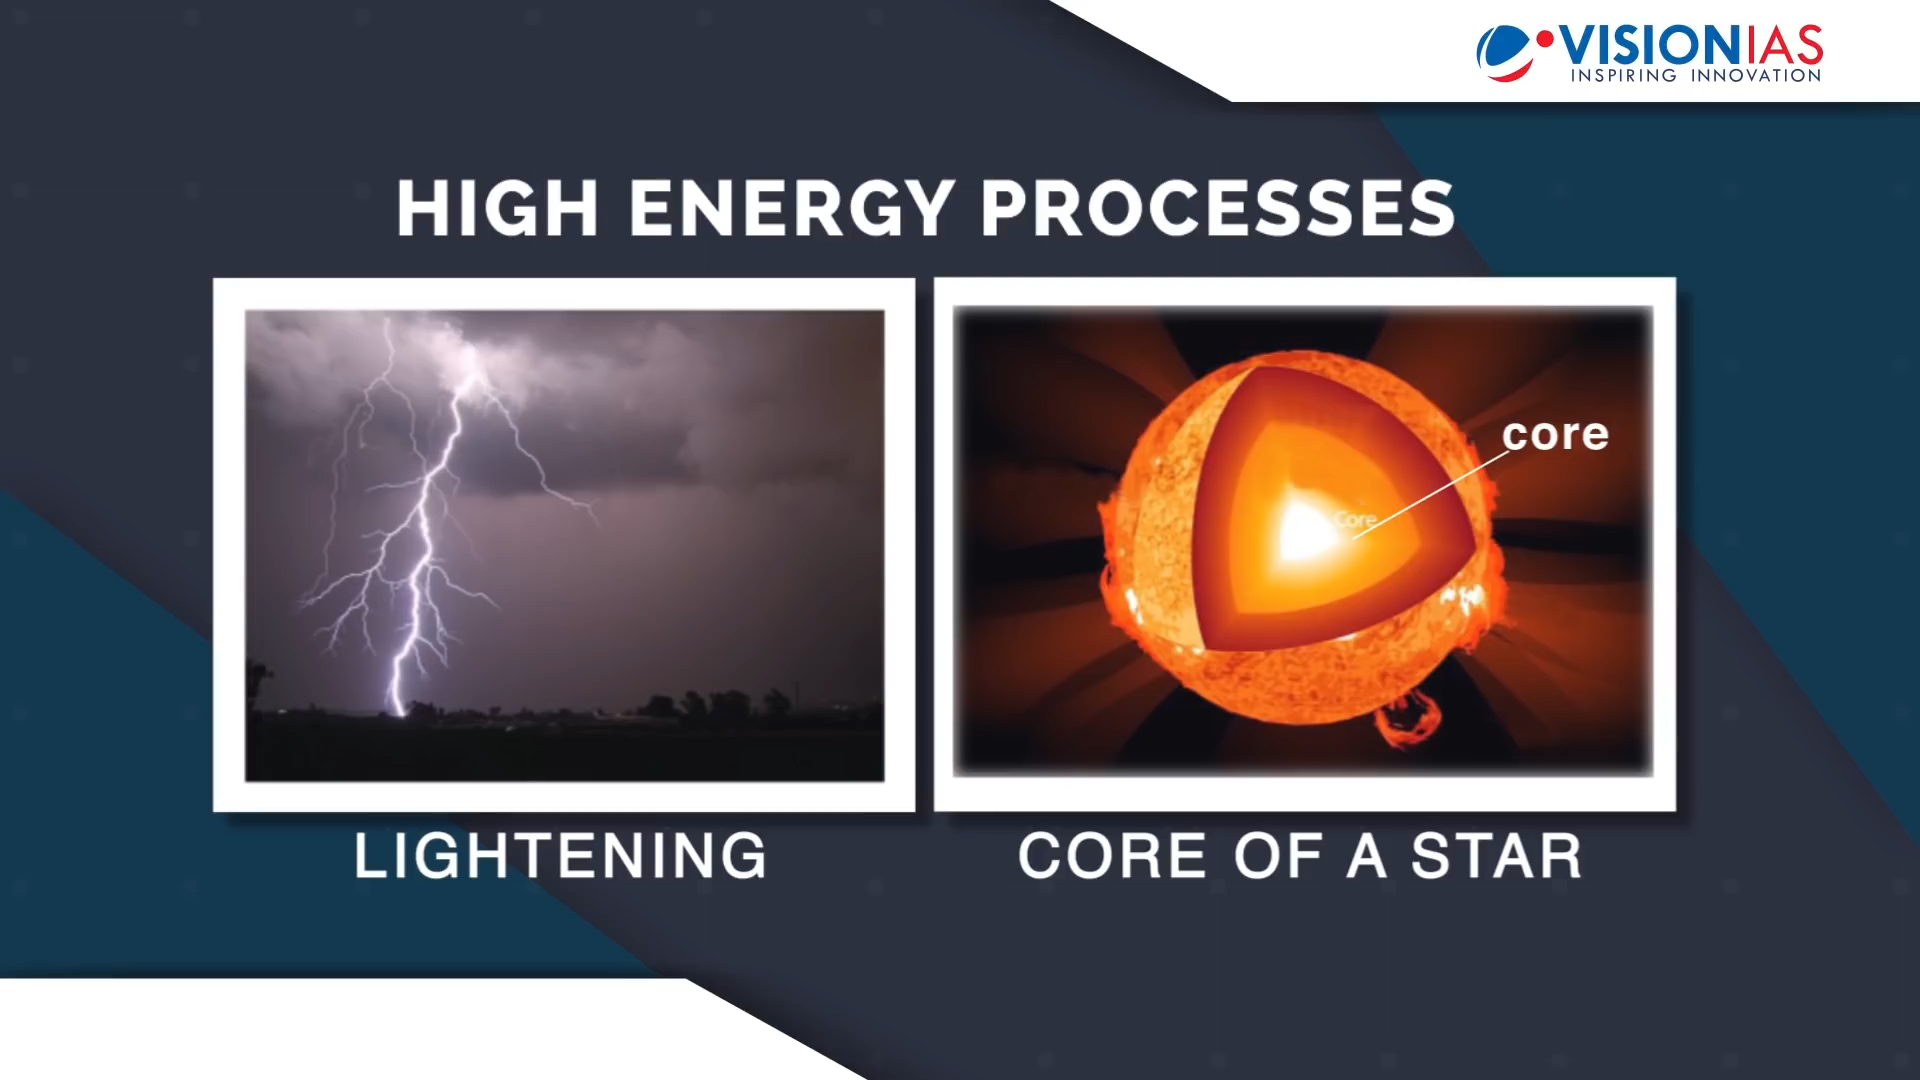 VISIONIAS
INSPIRING INNOVATION
HIGH ENERGY PROCESSES
core
Core
LIGHTENING
CORE OF A STAR